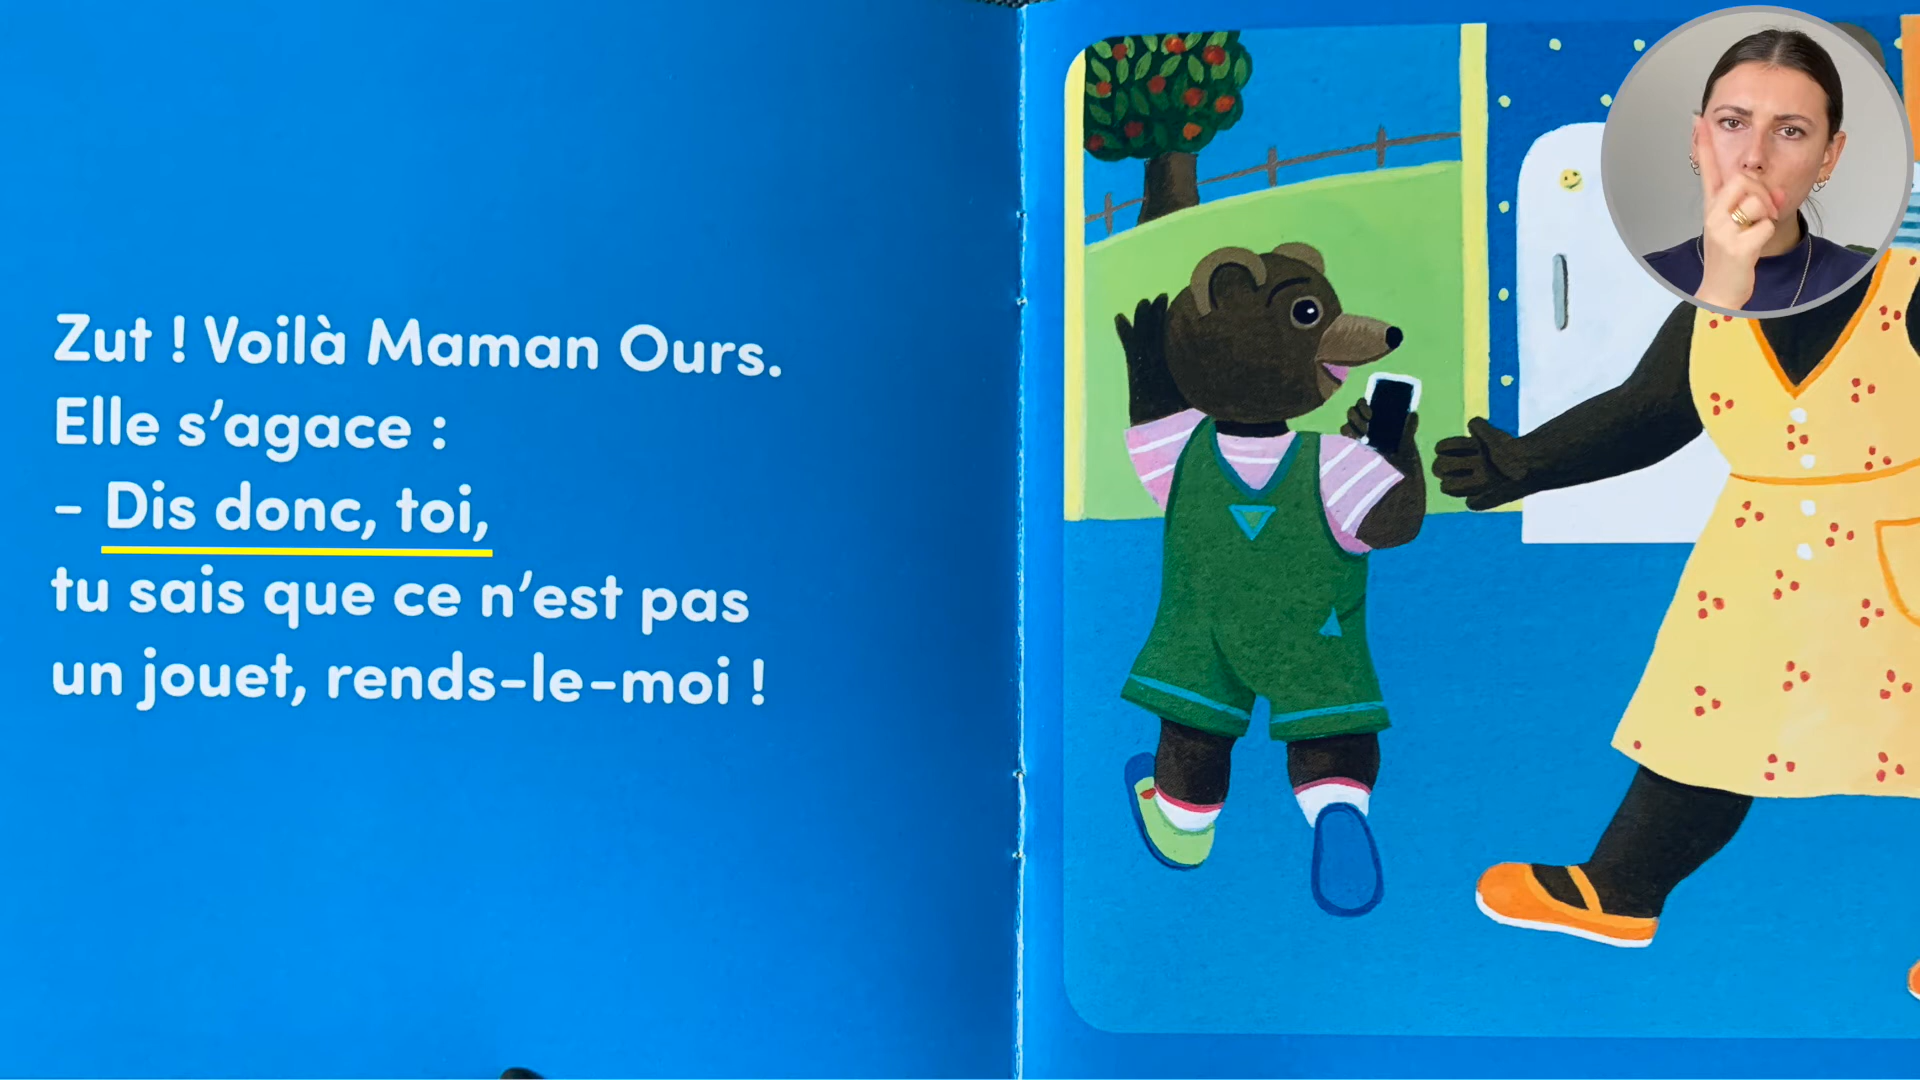 Zut ! Voilà Maman Ours.
Elle s'agace :
– Dis donc, toi,
tu sais que ce n'est pas
un jouet, rends-le-moi !